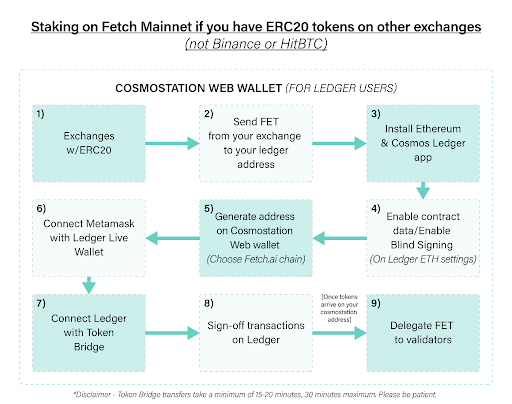 Staking on Fetch Mainnet if you have ERC20 tokens on other exchanges
(not Binance or HitBTC)
COSMOSTATION WEB WALLET (FOR LEDGER USERS)
1)
Exchanges
w/ERC20
2)
Send FET
from your exchange
to your ledger
address
3)
Install Ethereum
& Cosmos Ledger
app
4)
Enable contract
data/Enable
Blind Signing
(On Ledger ETH settings)
5)
Generate address
on Cosmostation
Web wallet
(Choose Fetch.ai chain)
6)
Connect Metamask
with Ledger Live
Wallet
7)
Connect Ledger
with Token
Bridge
8)
Sign-off transactions
on Ledger
[Once tokens
arrive on your
cosmostation
address]
9)
Delegate FET
to validators
*Disclaimer - Token Bridge transfers take a minimum of 15-20 minutes, 30 minutes maximum. Please be patient.